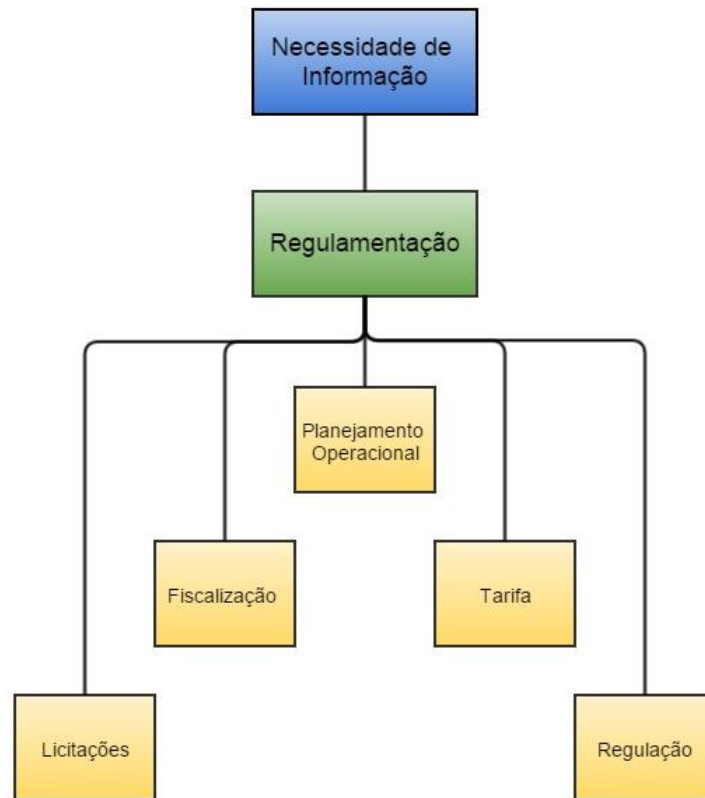 Necessidade de
Informação
Regulamentação
Planejamento
Operacional
Fiscalização
Tarifa
Licitações
Regulação